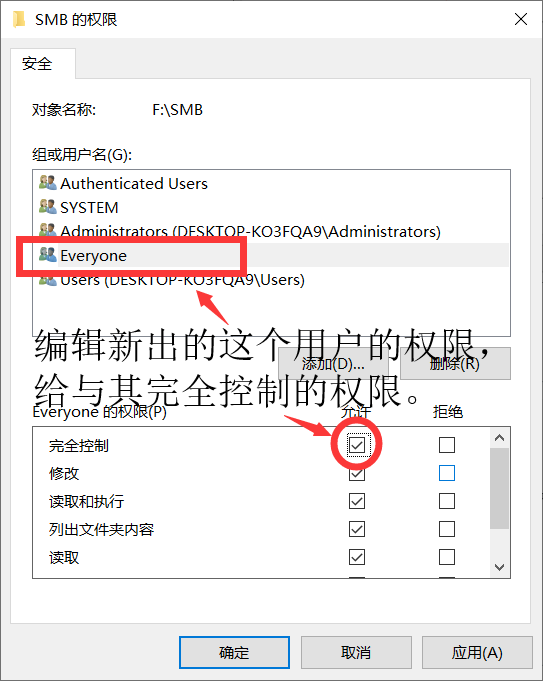 SMB 的权限
安全
对象名称: F:\SMB
组或用户名(G):
Authenticated Users
SYSTEM
Administrators (DESKTOP-KO3FQA9\Administrators)
Everyone
Users (DESKTOP-KO3FQA9\Users)
编辑新出的这个用户的权限，
添加(D)... 删除(R)
给与其完全控制的权限。
Everyone 的权限(P) 允许 拒绝
完全控制
修改
读取和执行
列出文件夹内容
读取
确定 取消 应用(A)